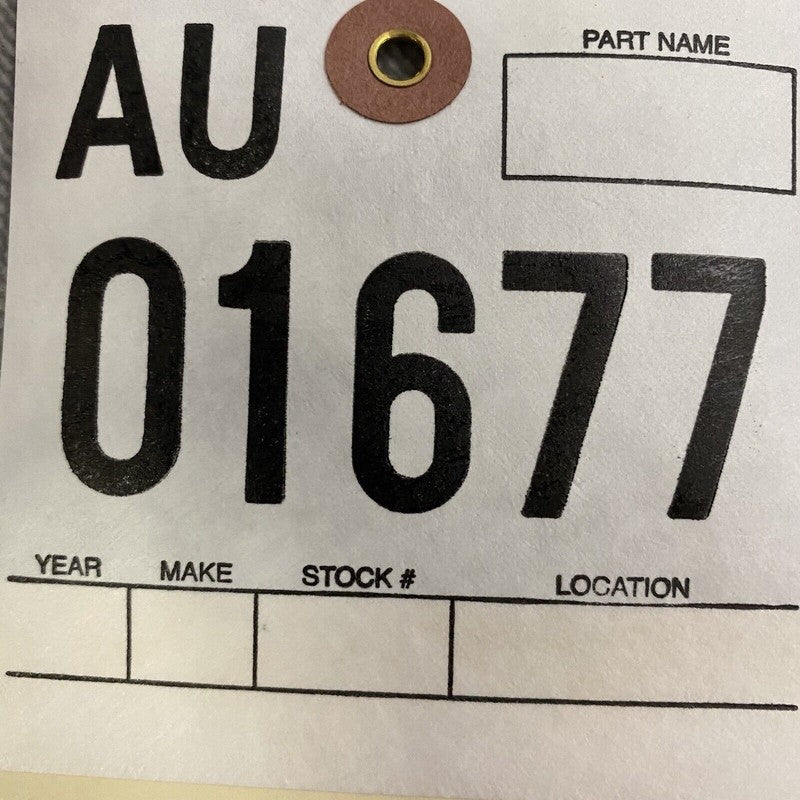 AU
PART NAME
01677
YEAR MAKE STOCK # LOCATION